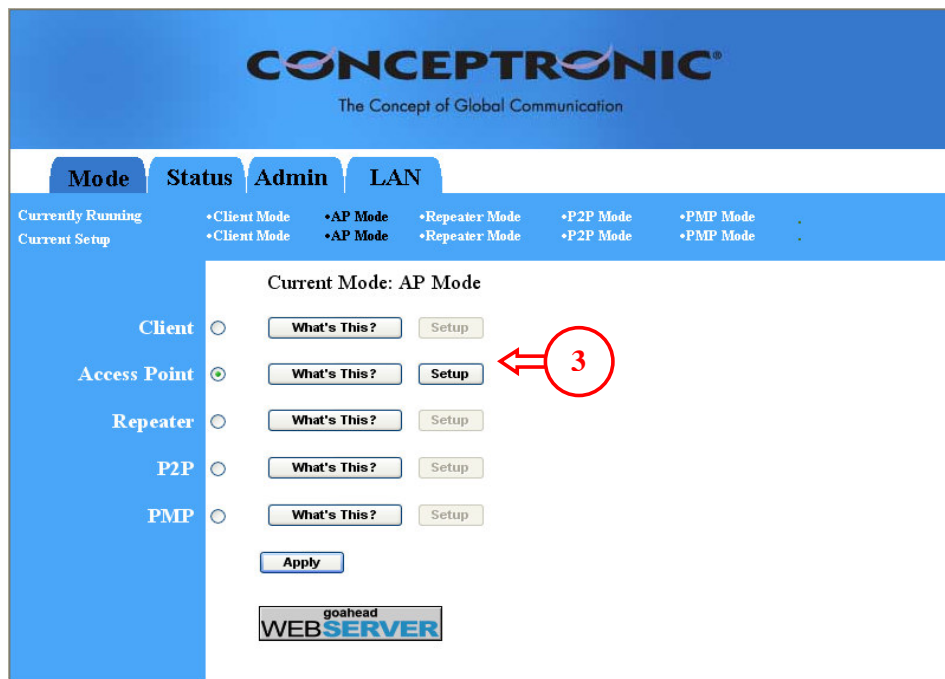 CONCEPTRONIC®
The Concept of Global Communication
Mode Status Admin LAN
Currently Running •Client Mode •AP Mode •Repeater Mode •P2P Mode •PMP Mode .
Current Setup •Client Mode •AP Mode •Repeater Mode •P2P Mode •PMP Mode .
Current Mode: AP Mode
Client What's This? Setup
Access Point What's This? Setup 3
Repeater What's This? Setup
P2P What's This? Setup
PMP What's This? Setup
Apply
goahead
WEBSERVER